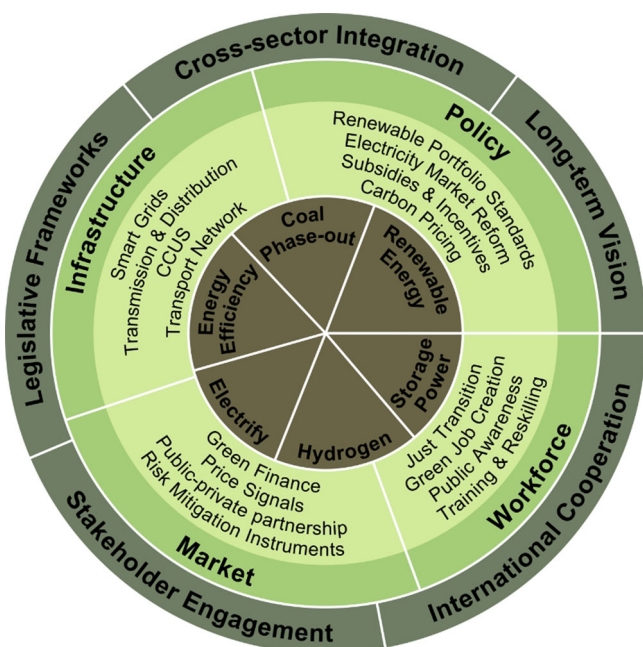 Cross-sector Integration
Long-term Vision
International Cooperation
Stakeholder Engagement
Legislative Frameworks
Policy
Renewable Portfolio Standards
Electricity Market Reform
Subsidies & Incentives
Carbon Pricing
Workforce
Just Transition
Green Job Creation
Public Awareness
Training & Reskilling
Market
Green Finance
Price Signals
Public-private partnership
Risk Mitigation Instruments
Infrastructure
Smart Grids
Transmission & Distribution
CCUS
Transport Network
Coal
Phase-out
Renewable
Energy
Storage
Power
Hydrogen
Electrify
Energy
Efficiency